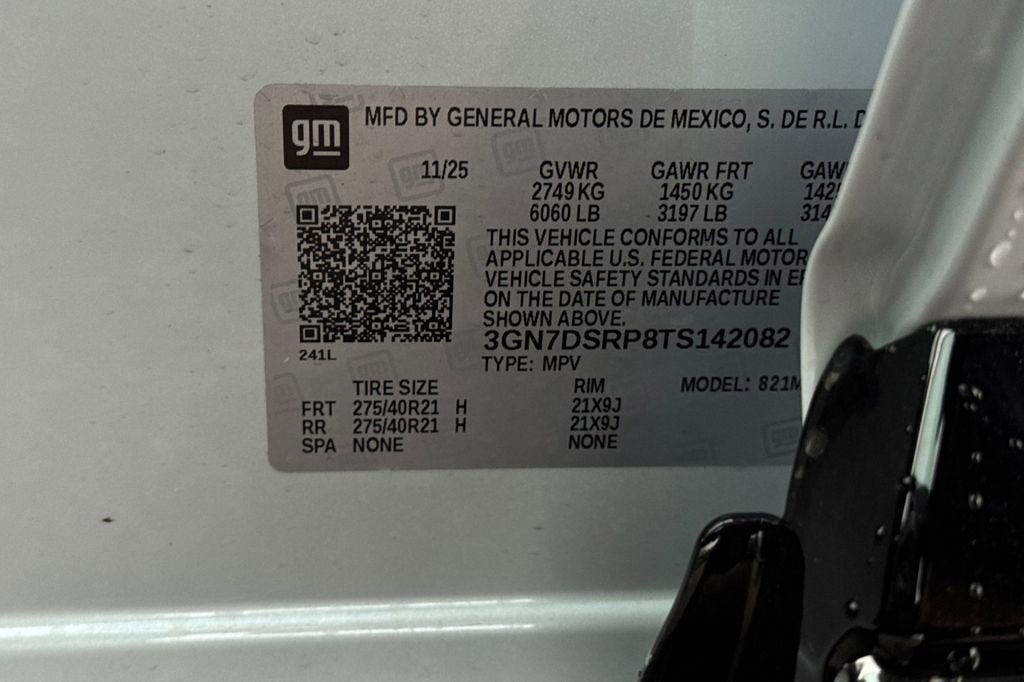 gm MFD BY GENERAL MOTORS DE MEXICO, S. DE R.L.
11/25 GVWR GAWR FRT
2749 KG 1450 KG
6060 LB 3197 LB
THIS VEHICLE CONFORMS TO ALL
APPLICABLE U.S. FEDERAL MOTOR
VEHICLE SAFETY STANDARDS IN
ON THE DATE OF MANUFACTURE
SHOWN ABOVE.
3GN7DSRP8TS142082
241L
TYPE: MPV
TIRE SIZE RIM MODEL: 821M
FRT 275/40R21 H 21X9J
RR 275/40R21 H 21X9J
SPA NONE NONE